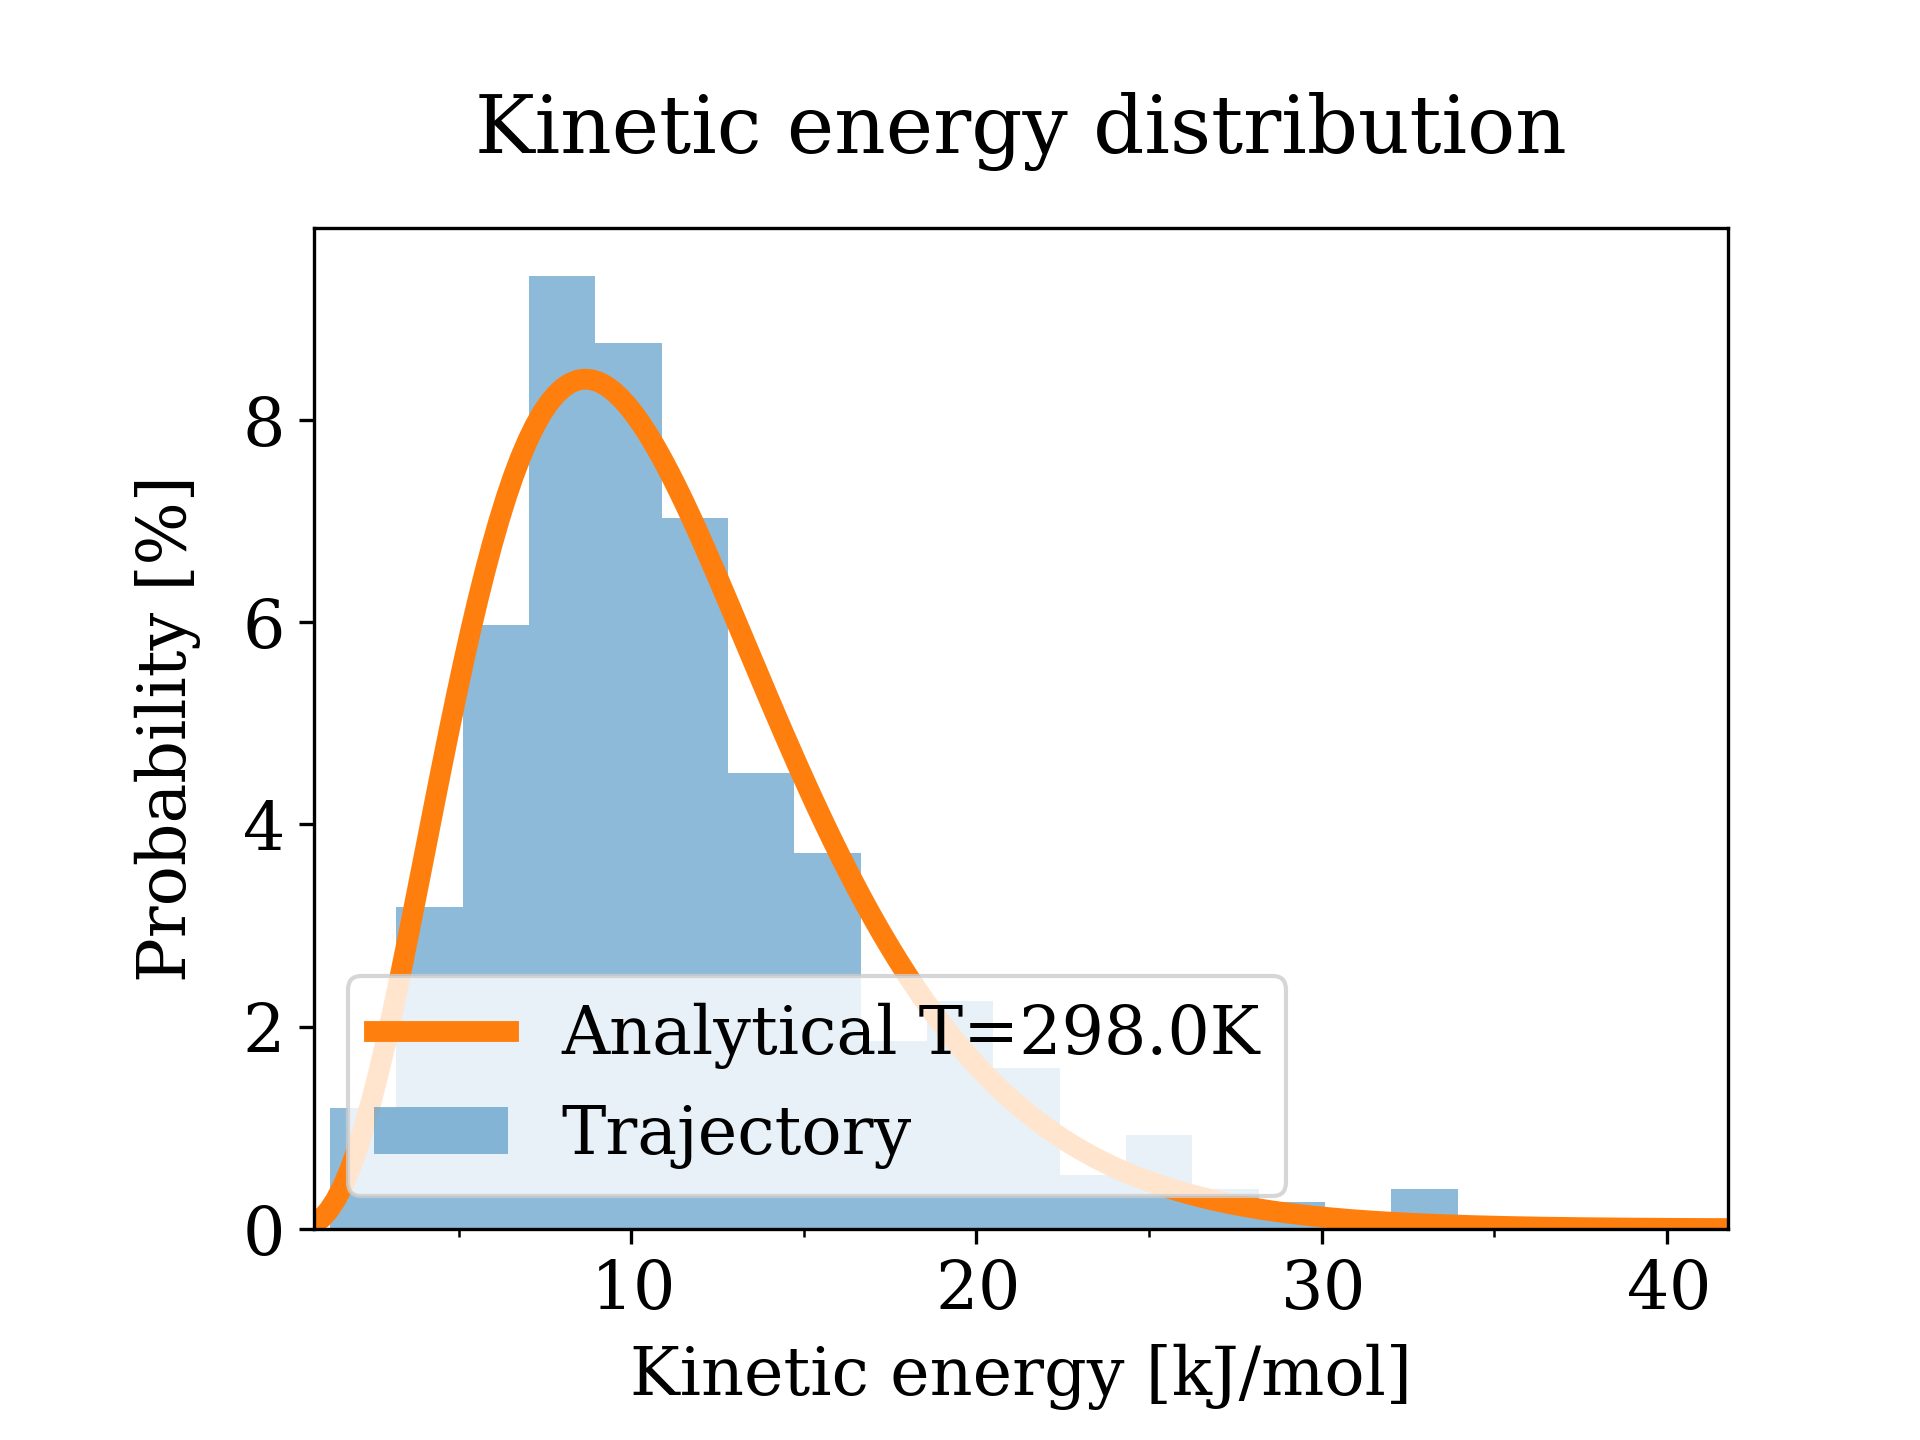 Kinetic energy distribution
Probability [%]
8
6
4
2
0
Analytical T=298.0K
Trajectory
10 20 30 40
Kinetic energy [kJ/mol]